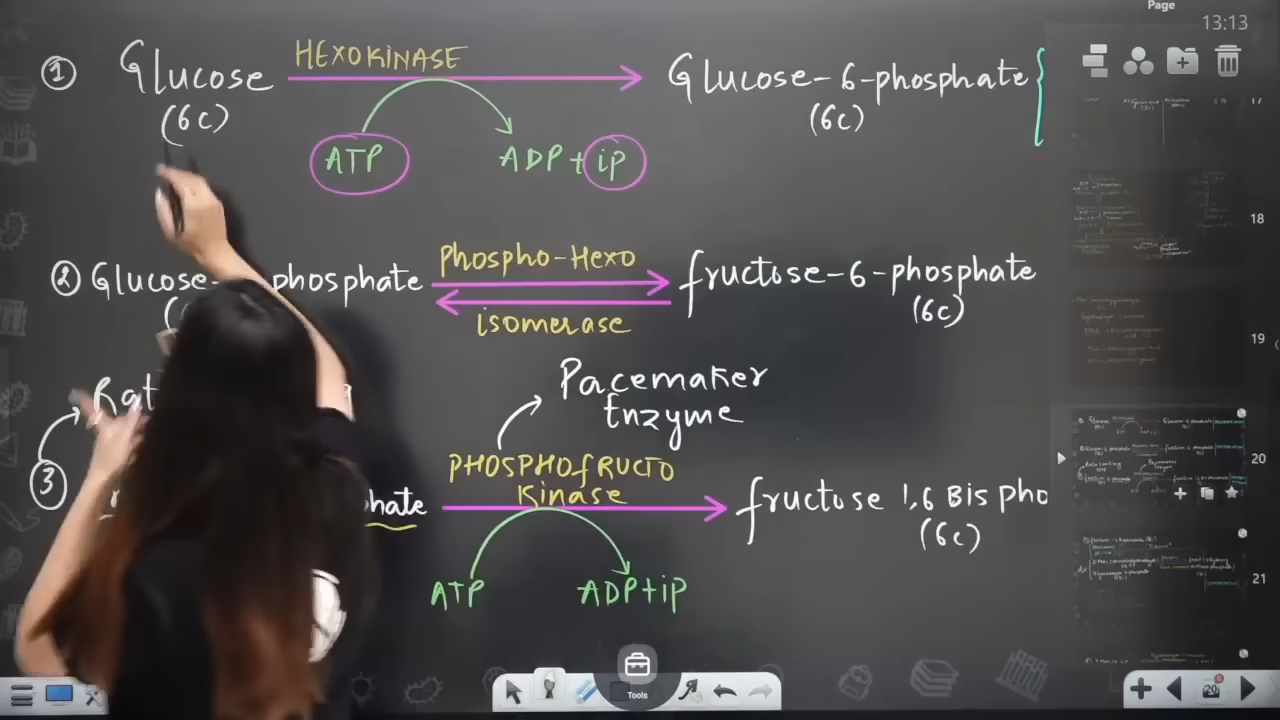 Page
13:13
① Glucose HEXOKINASE Glucose-6-phosphate
(6c) (6c)
ATP ADP + ip
18
② Glucose- phosphate Phospho-Hexo fructose-6-phosphate
isomerase (6c)
19
Pacemaker
Enzyme
Rat
③ PHOSPHOfRUCTO
hate Kinase fructose 1,6 Bis pho
(6c)
20
ATP ADP+ip
21
Tools
20